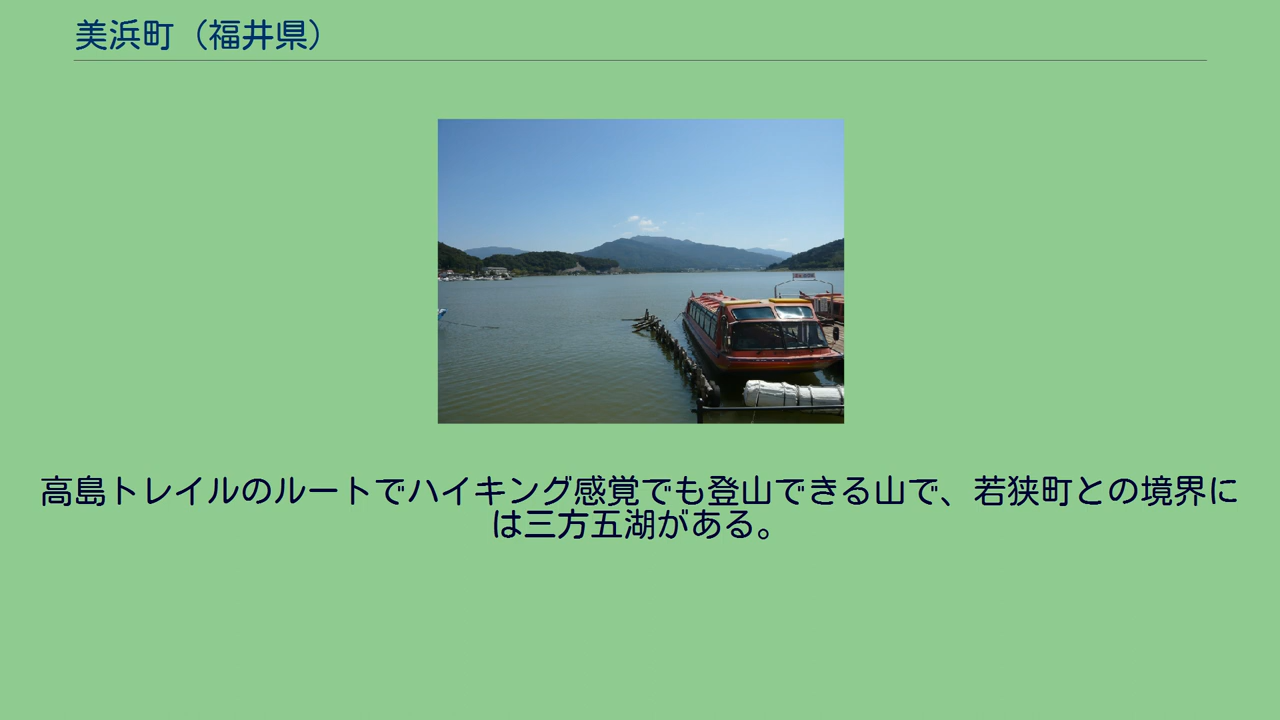 美浜町（福井県）
高島トレイルのルートでハイキング感覚でも登山できる山で、若狭町との境界に
は三方五湖がある。